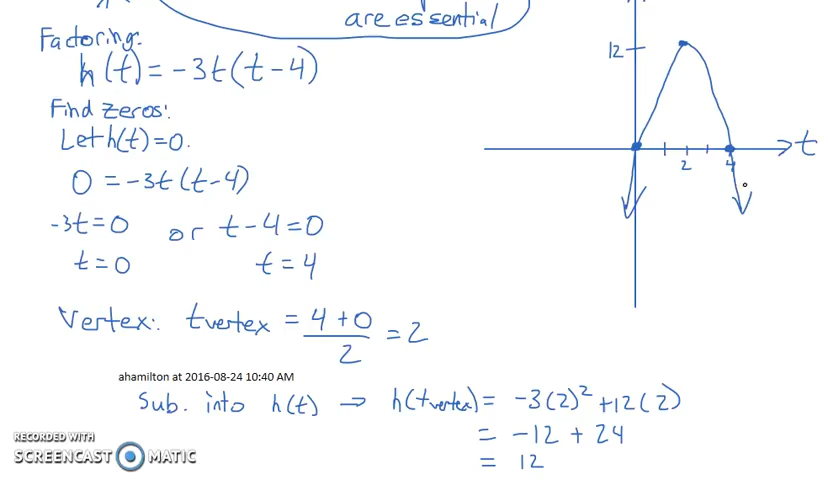 are essential
Factoring:
h(t) = -3t(t-4)
Find zeros:
Let h(t)=0.
0 = -3t(t-4)
-3t=0 or t-4=0
t=0 t=4
Vertex: tvertex = 4+0/2 = 2
ahamilton at 2016-08-24 10:40 AM
Sub. into h(t) → h(tvertex) = -3(2)²+12(2)
= -12 + 24
= 12
12
t
2
4
RECORDED WITH
SCREENCAST MATIC